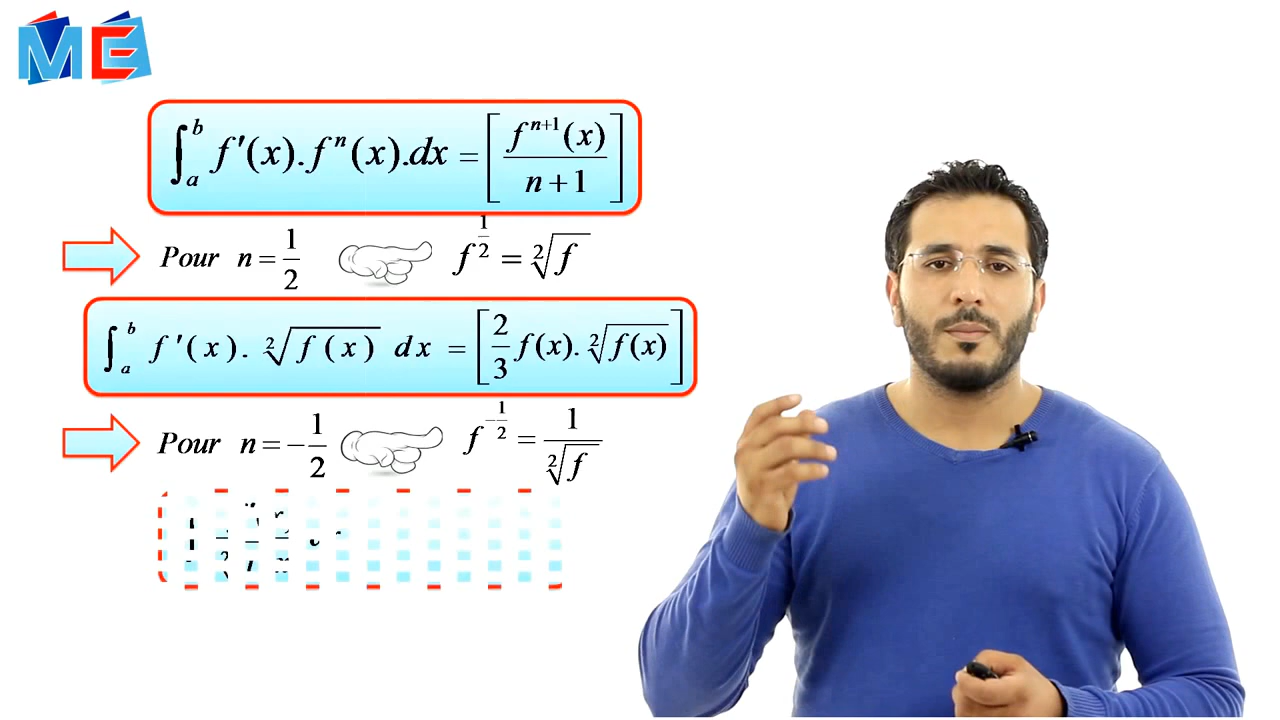 ME
∫_a^b f'(x).f^n(x).dx = [f^{n+1}(x) / n+1]
Pour n = 1/2 f^{1/2} = ²√f
∫_a^b f'(x). ²√f(x) dx = [2/3 f(x). ²√f(x)]
Pour n = -1/2 f^{-1/2} = 1/²√f